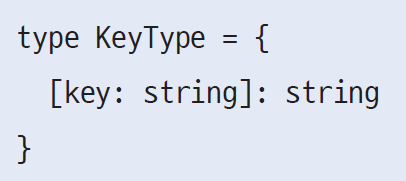 type KeyType = {
  [key: string]: string
}